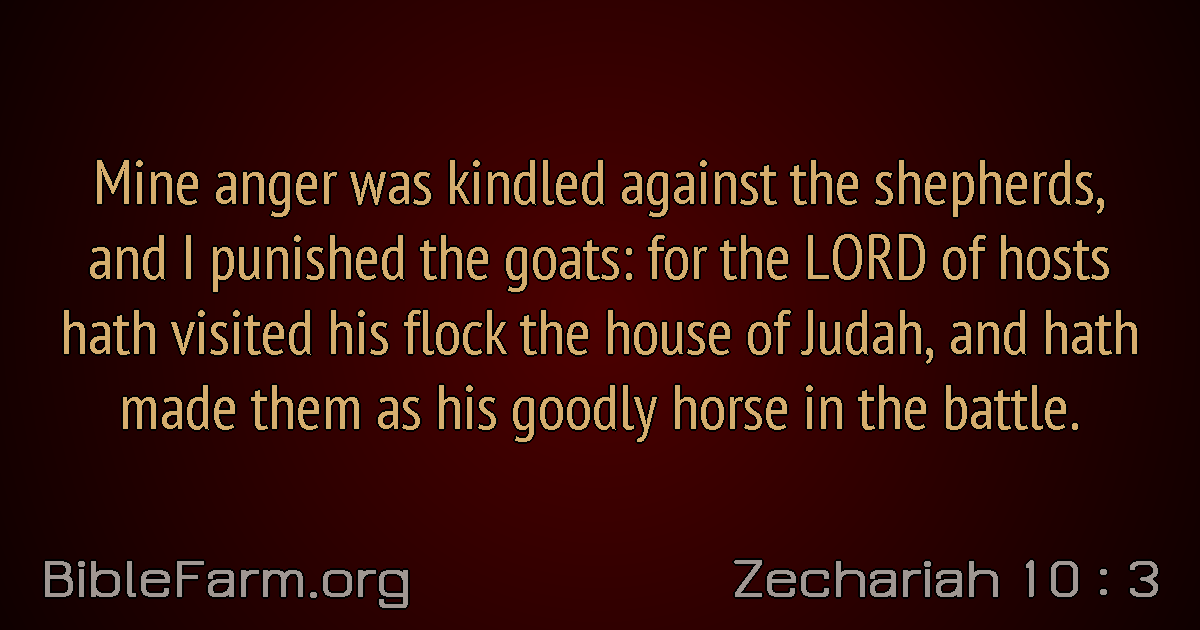 Mine anger was kindled against the shepherds,
and I punished the goats: for the LORD of hosts
hath visited his flock the house of Judah, and hath
made them as his goodly horse in the battle.
BibleFarm.org
Zechariah 10 : 3